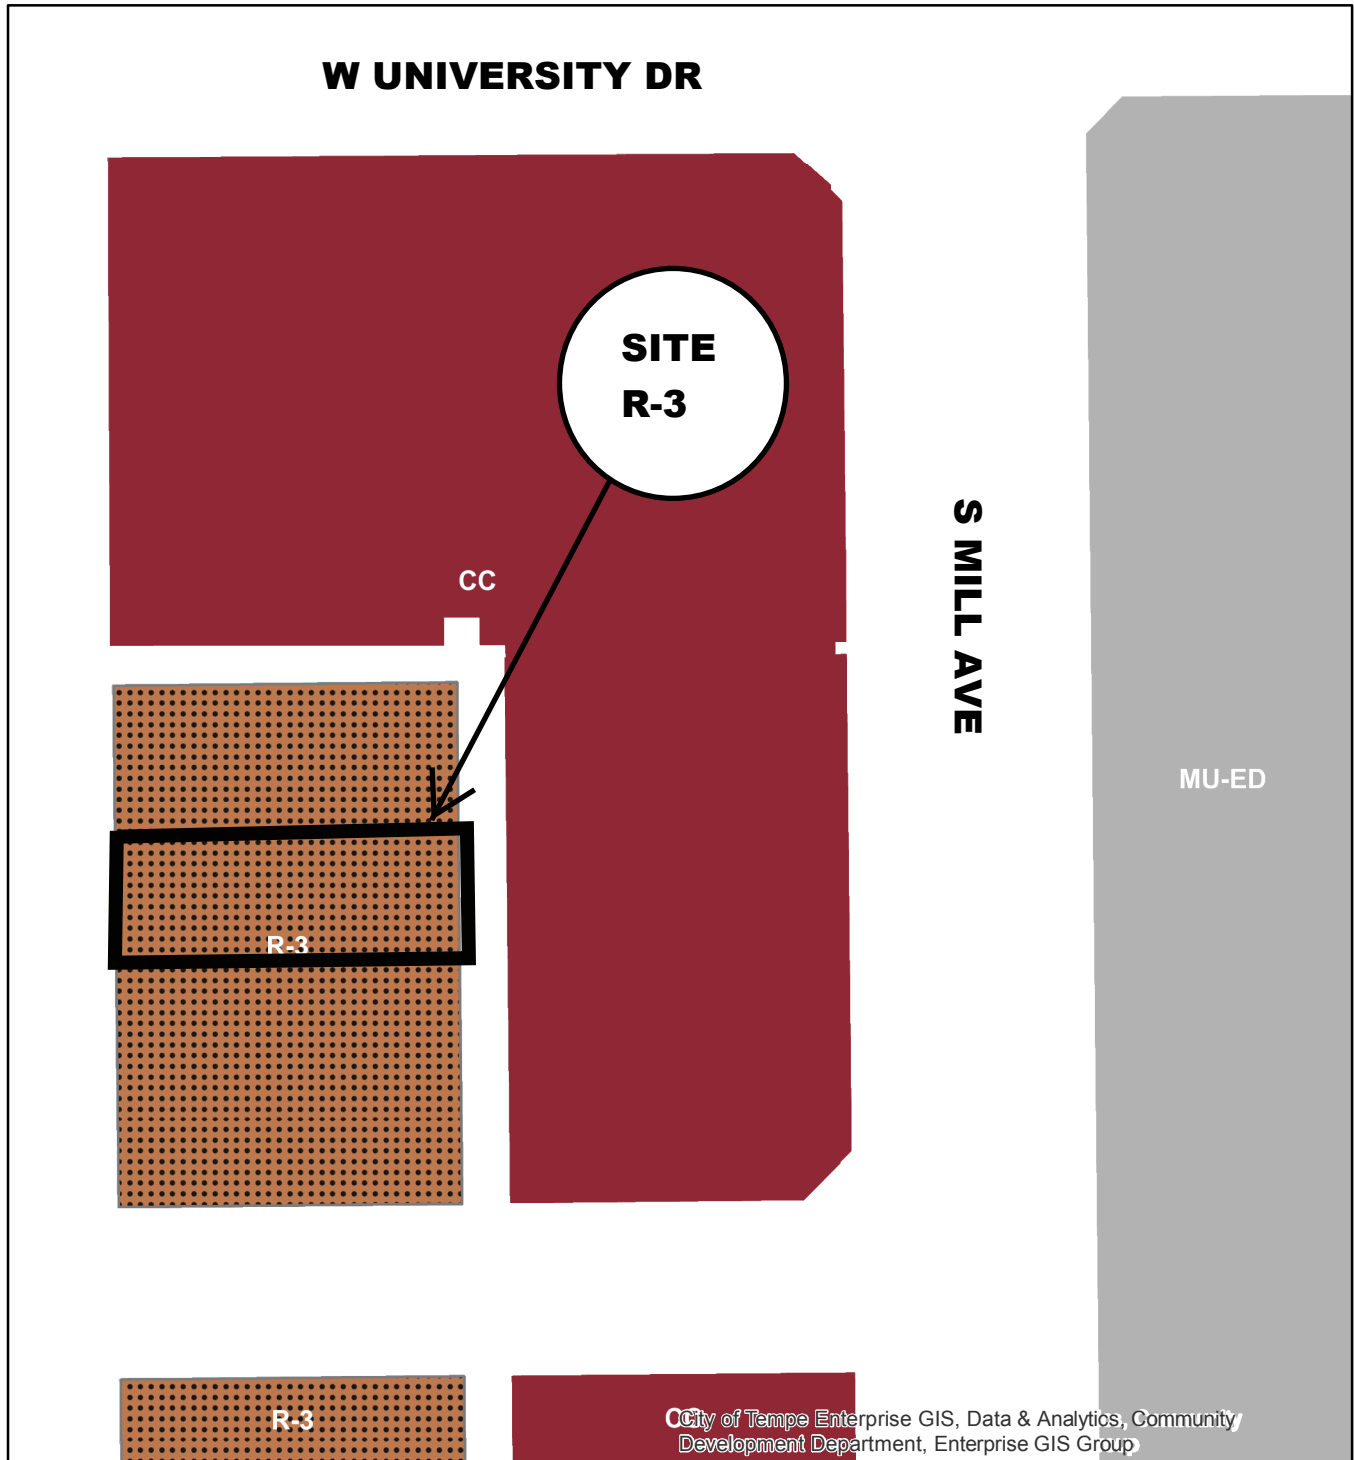 W UNIVERSITY DR
SITE
R-3
S MILL AVE
CC
MU-ED
R-3
R-3
CC
City of Tempe Enterprise GIS, Data & Analytics, Community
Development Department, Enterprise GIS Group